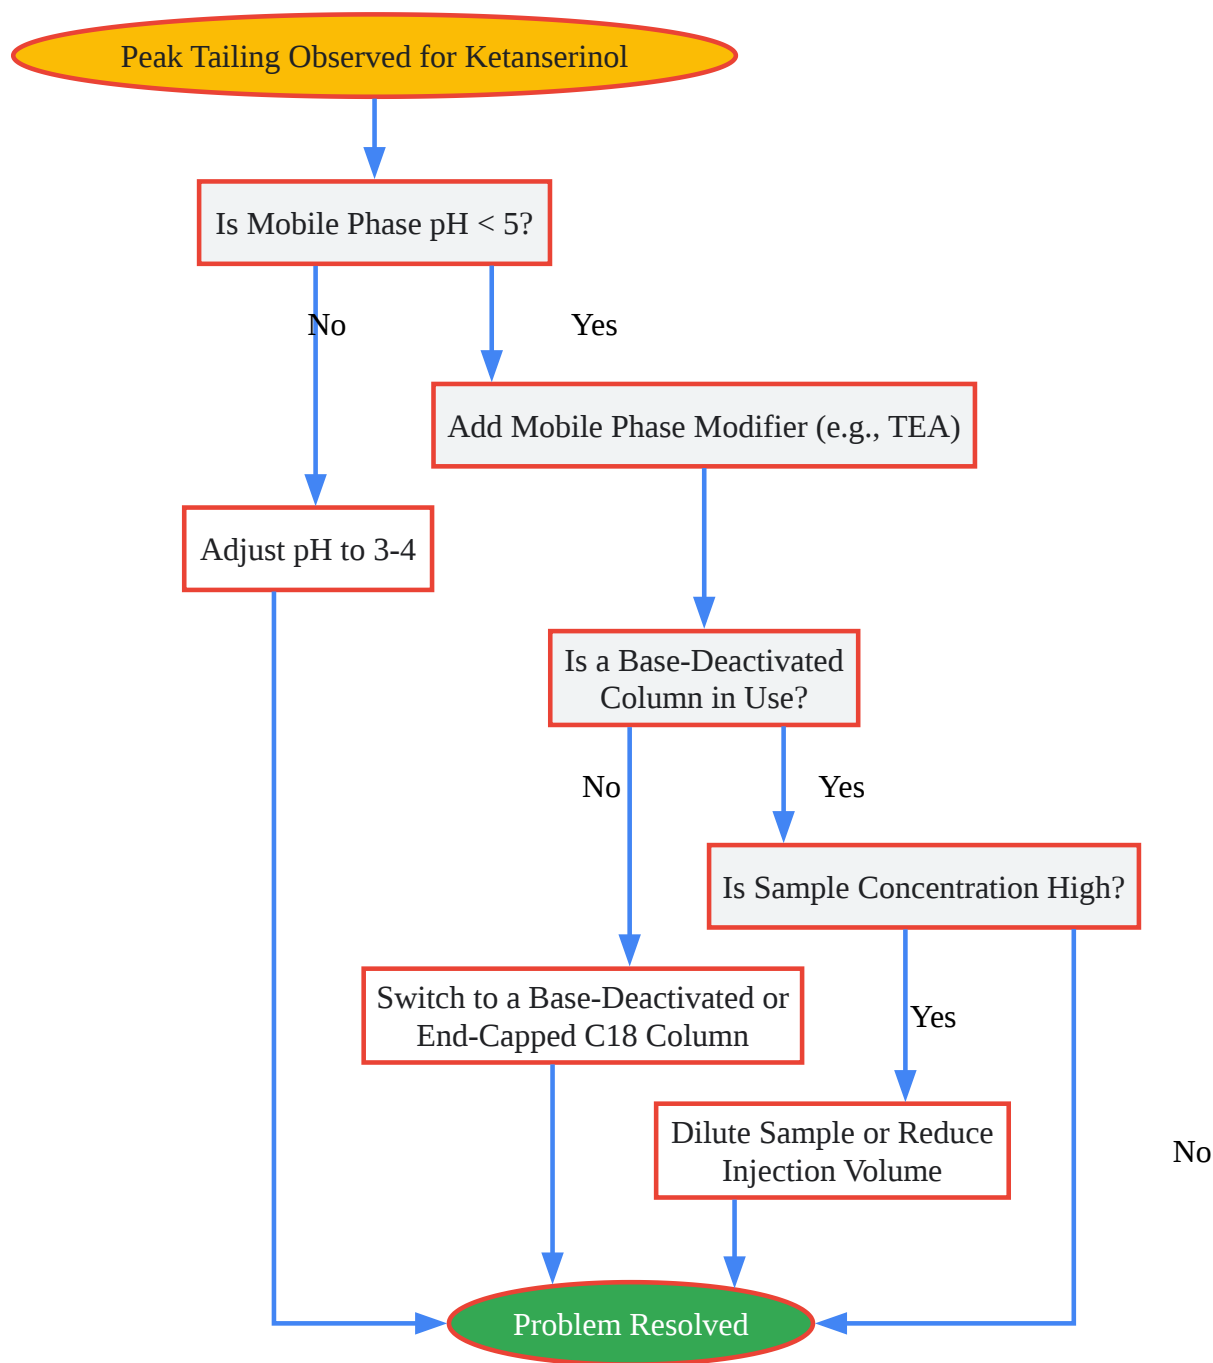 Peak Tailing Observed for Ketanserinol
Is Mobile Phase pH < 5?
No
Yes
Add Mobile Phase Modifier (e.g., TEA)
Adjust pH to 3-4
Is a Base-Deactivated
Column in Use?
No
Yes
Is Sample Concentration High?
Switch to a Base-Deactivated or
End-Capped C18 Column
Yes
Dilute Sample or Reduce
Injection Volume
No
Problem Resolved